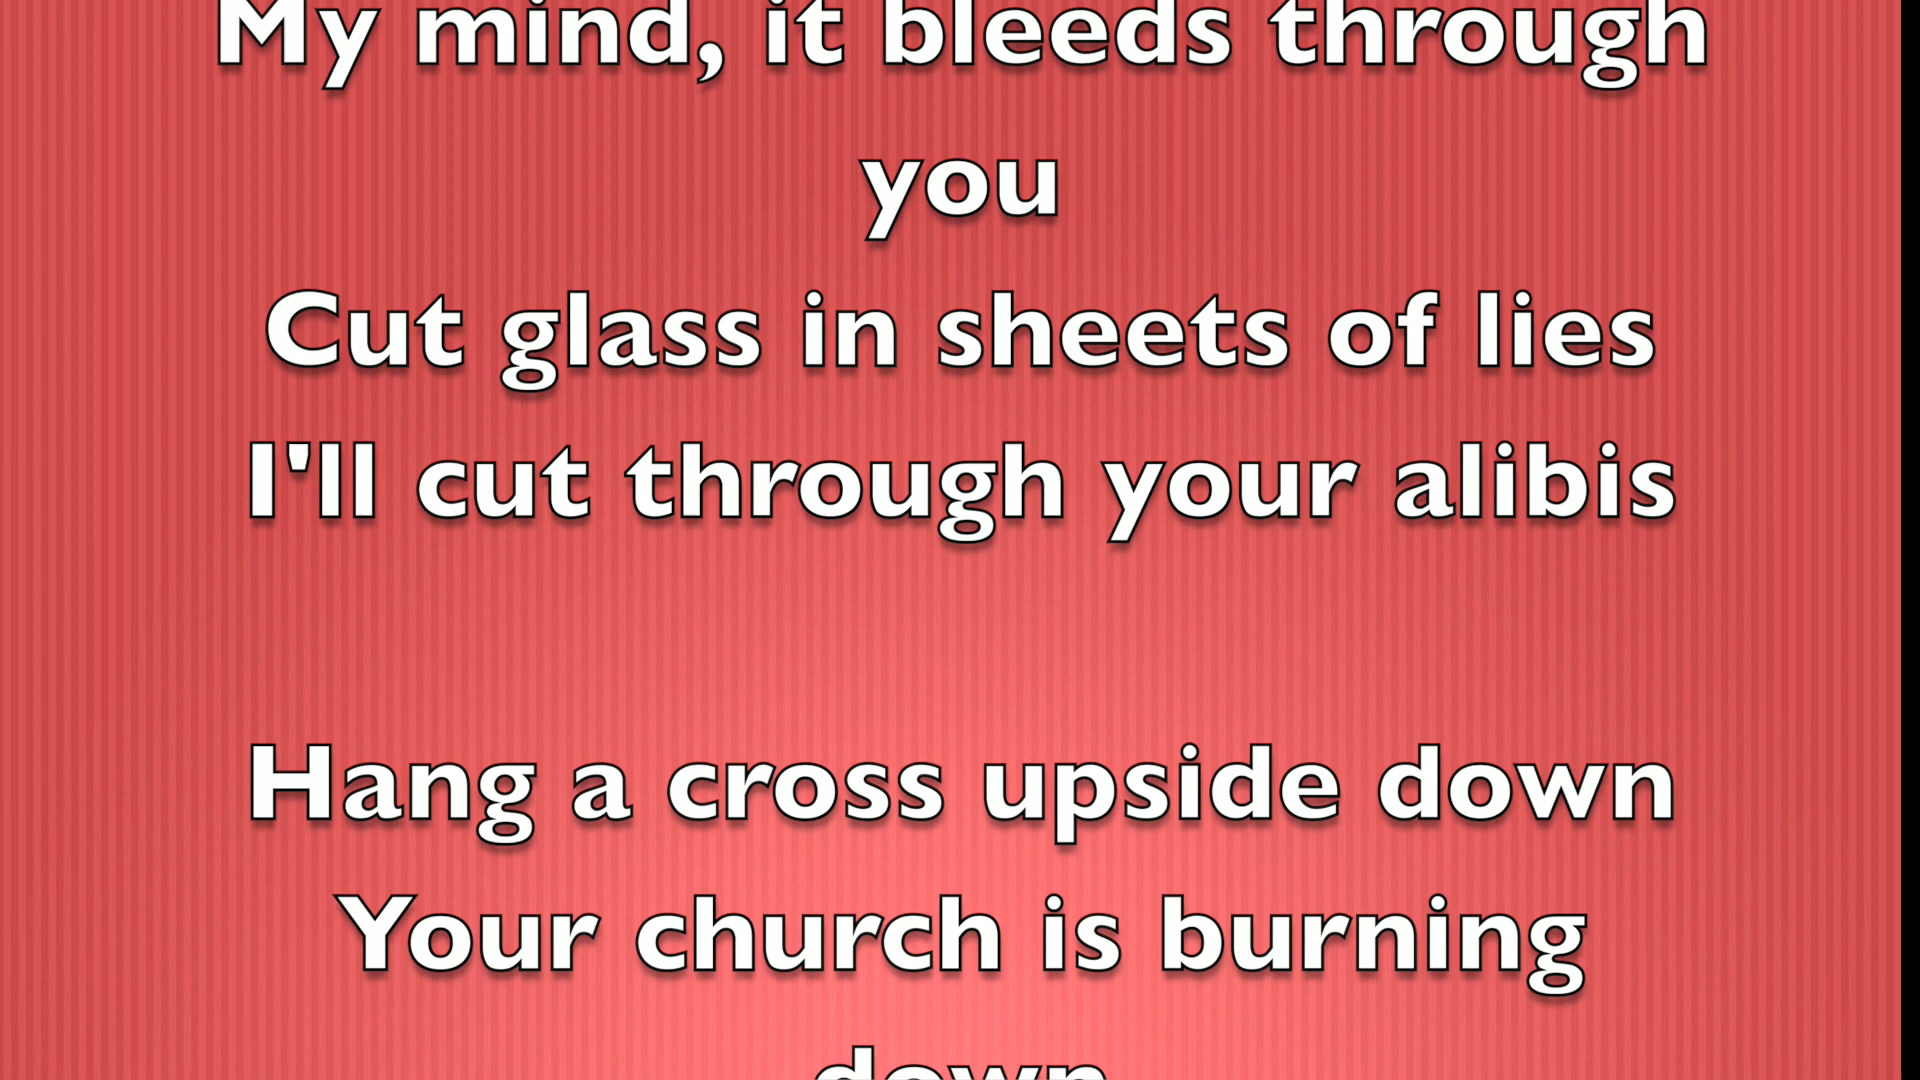 My mind, it bleeds through
you
Cut glass in sheets of lies
I'll cut through your alibis
Hang a cross upside down
Your church is burning
down